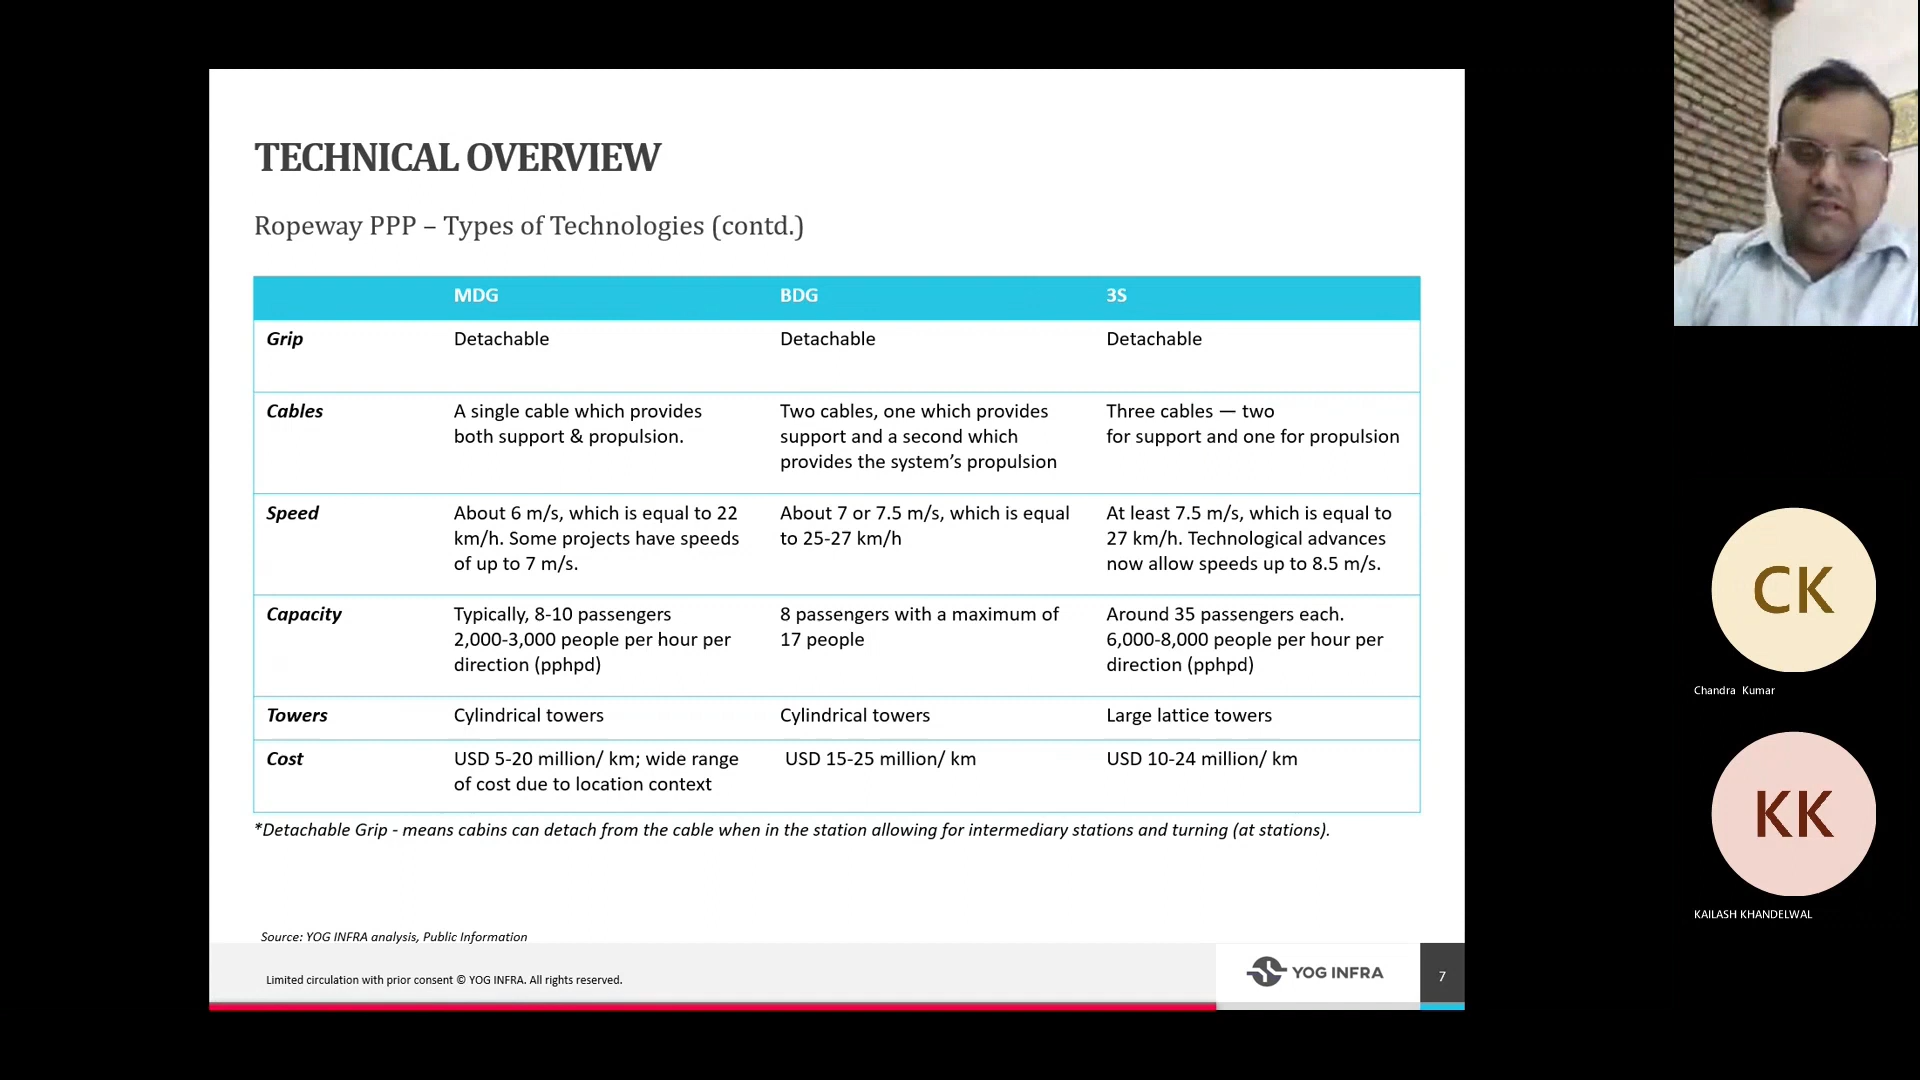 TECHNICAL OVERVIEW
Ropeway PPP – Types of Technologies (contd.)
MDG BDG 3S
Grip Detachable Detachable Detachable
Cables A single cable which provides Two cables, one which provides Three cables — two
both support & propulsion. support and a second which for support and one for propulsion
provides the system’s propulsion
Speed About 6 m/s, which is equal to 22 About 7 or 7.5 m/s, which is equal At least 7.5 m/s, which is equal to
km/h. Some projects have speeds to 25-27 km/h 27 km/h. Technological advances
of up to 7 m/s. now allow speeds up to 8.5 m/s.
Capacity Typically, 8-10 passengers 8 passengers with a maximum of Around 35 passengers each.
2,000-3,000 people per hour per 17 people 6,000-8,000 people per hour per
direction (pphpd) direction (pphpd)
Towers Cylindrical towers Cylindrical towers Large lattice towers
Cost USD 5-20 million/ km; wide range USD 15-25 million/ km USD 10-24 million/ km
of cost due to location context
*Detachable Grip - means cabins can detach from the cable when in the station allowing for intermediary stations and turning (at stations).
Source: YOG INFRA analysis, Public Information
Limited circulation with prior consent © YOG INFRA. All rights reserved.
YOG INFRA
7
CK
Chandra Kumar
KK
KAILASH KHANDELWAL